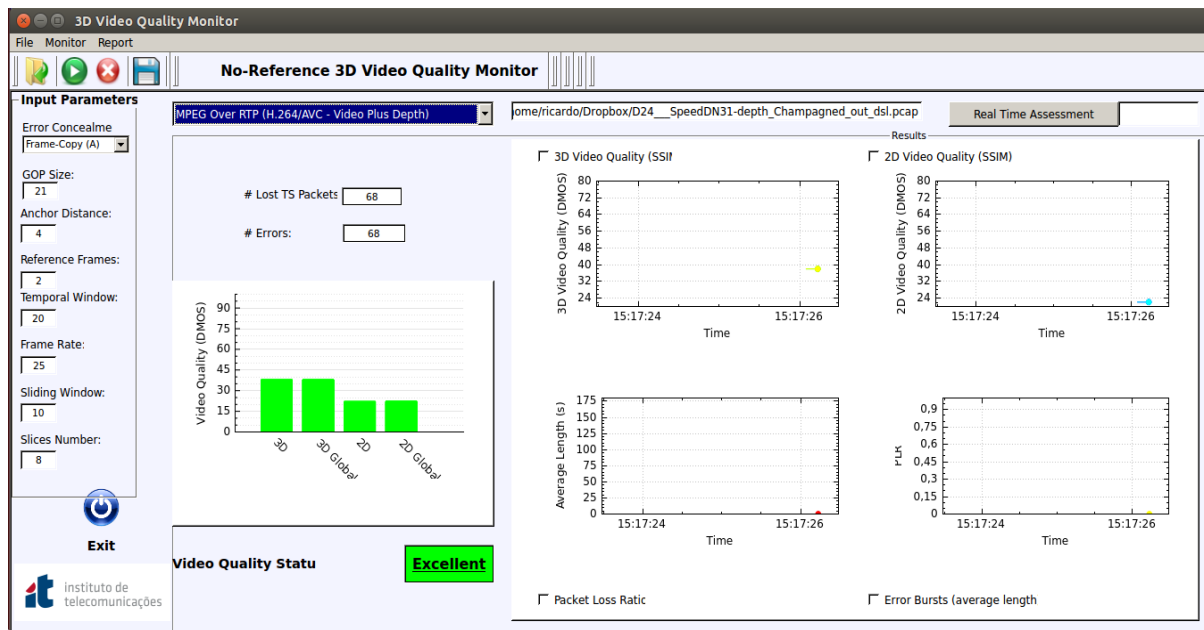 3D Video Quality Monitor
File Monitor Report
No-Reference 3D Video Quality Monitor
Input Parameters
Error Concealme
Frame-Copy (A)
GOP Size:
21
Anchor Distance:
4
Reference Frames:
2
Temporal Window:
20
Frame Rate:
25
Sliding Window:
10
Slices Number:
8
Exit
instituto de
telecomunicações
MPEG Over RTP (H.264/AVC - Video Plus Depth)
ome/ricardo/Dropbox/D24___SpeedDN31-depth_Champagned_out_dsl.pcap
Real Time Assessment
# Lost TS Packets 68
# Errors: 68
Video Quality (DMOS)
90
75
60
45
30
15
0
3D
3D Global
2D
2D Global
Video Quality Statu
Excellent
Results
3D Video Quality (SSIM
3D Video Quality (DMOS)
80
72
64
56
48
40
32
24
15:17:24 15:17:26
Time
2D Video Quality (SSIM)
2D Video Quality (DMOS)
80
72
64
56
48
40
32
24
15:17:24 15:17:26
Time
Average Length (s)
175
150
125
100
75
50
25
0
15:17:24 15:17:26
Time
PLR
0,9
0,75
0,6
0,45
0,3
0,15
0
15:17:24 15:17:26
Time
Packet Loss Ratic
Error Bursts (average length